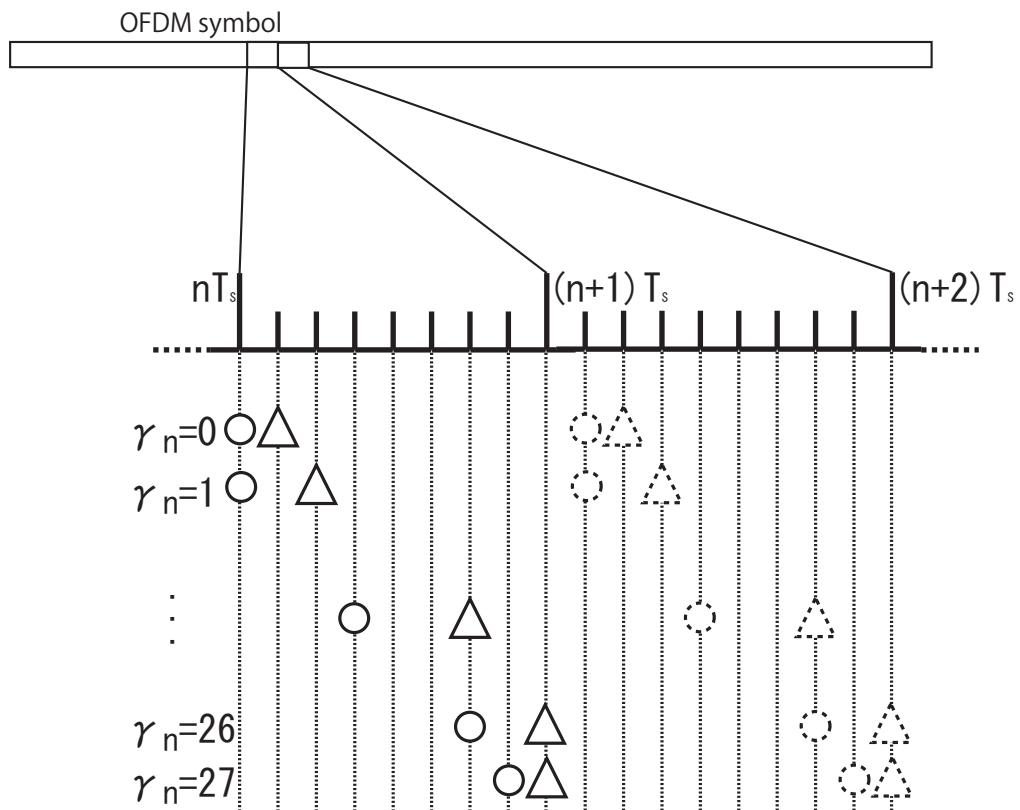 OFDM symbol
nTs (n+1) Ts (n+2) Ts
γn=0
γn=1
⋮
γn=26
γn=27